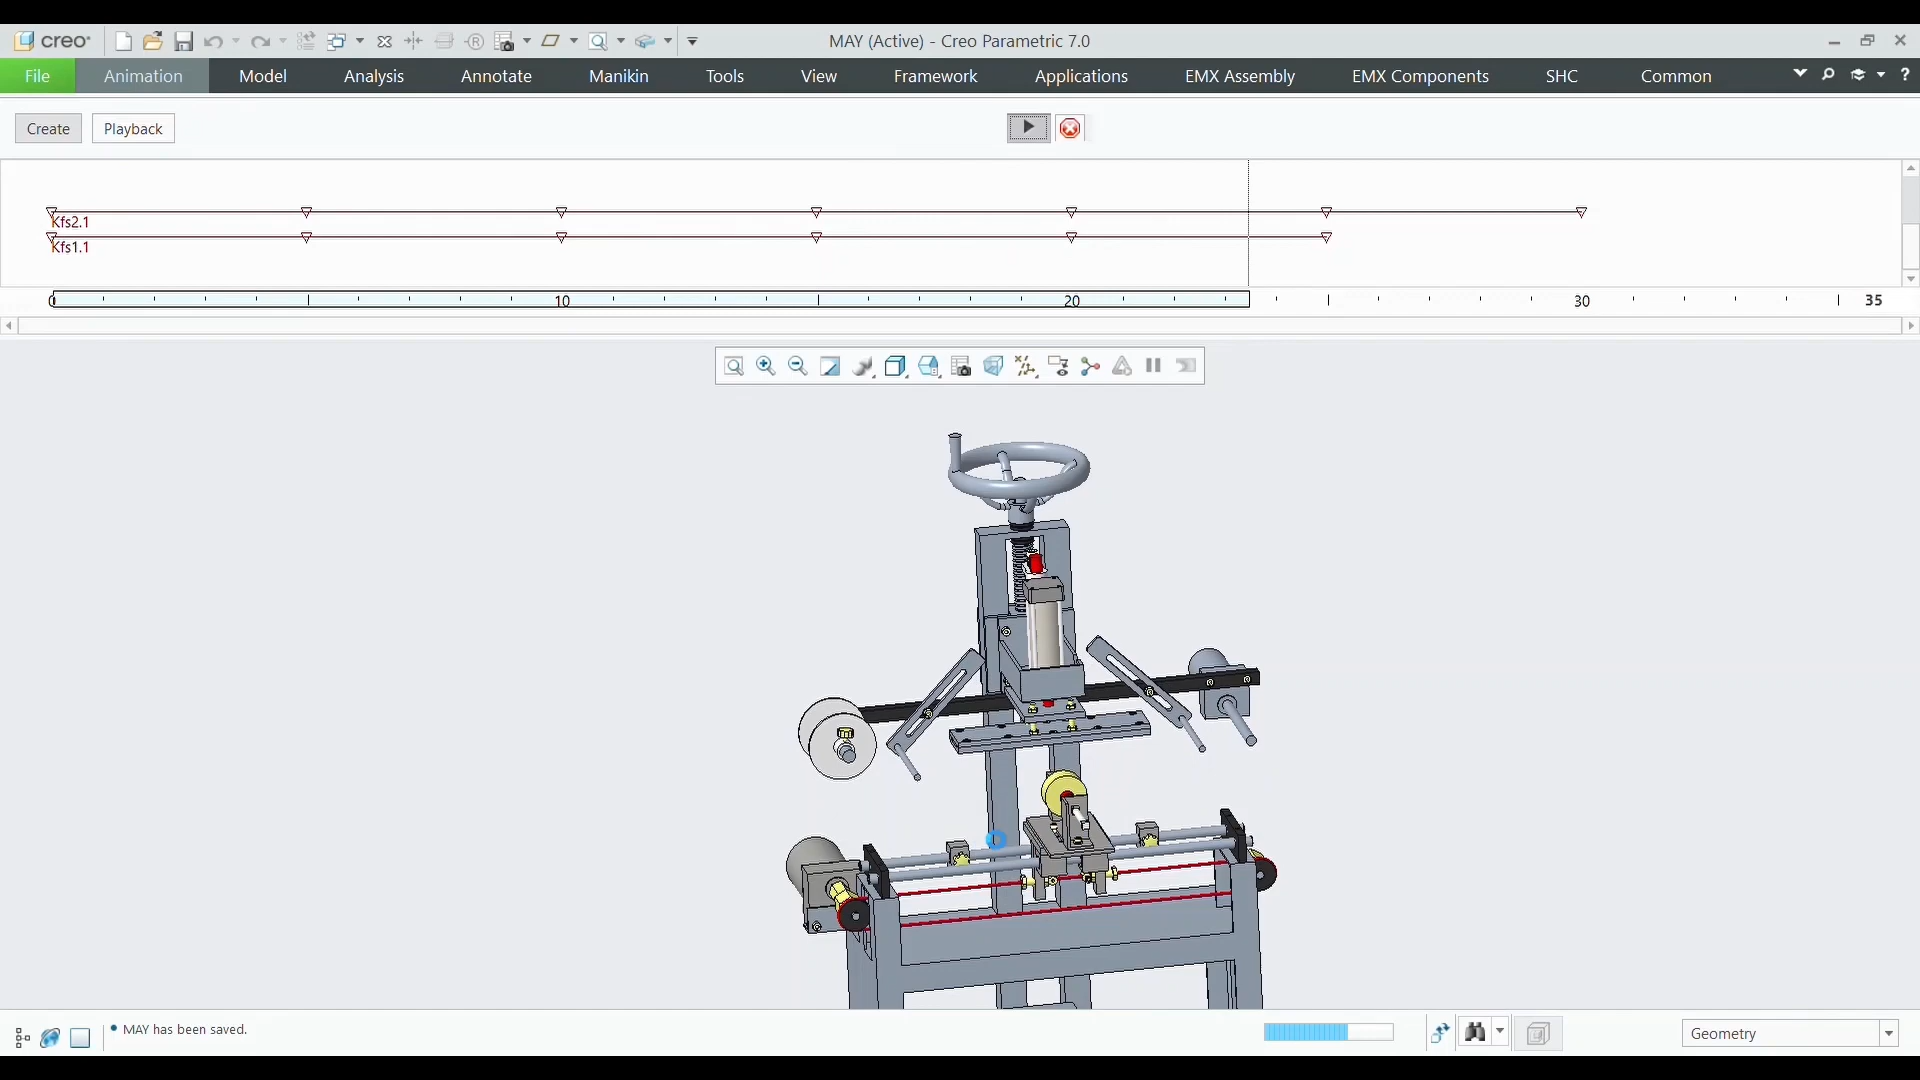 creo®
MAY (Active) - Creo Parametric 7.0
File Animation Model Analysis Annotate Manikin Tools View Framework Applications EMX Assembly EMX Components SHC Common
Create Playback
Kfs2.1
Kfs1.1
0 10 20 30 35
• MAY has been saved.
Geometry